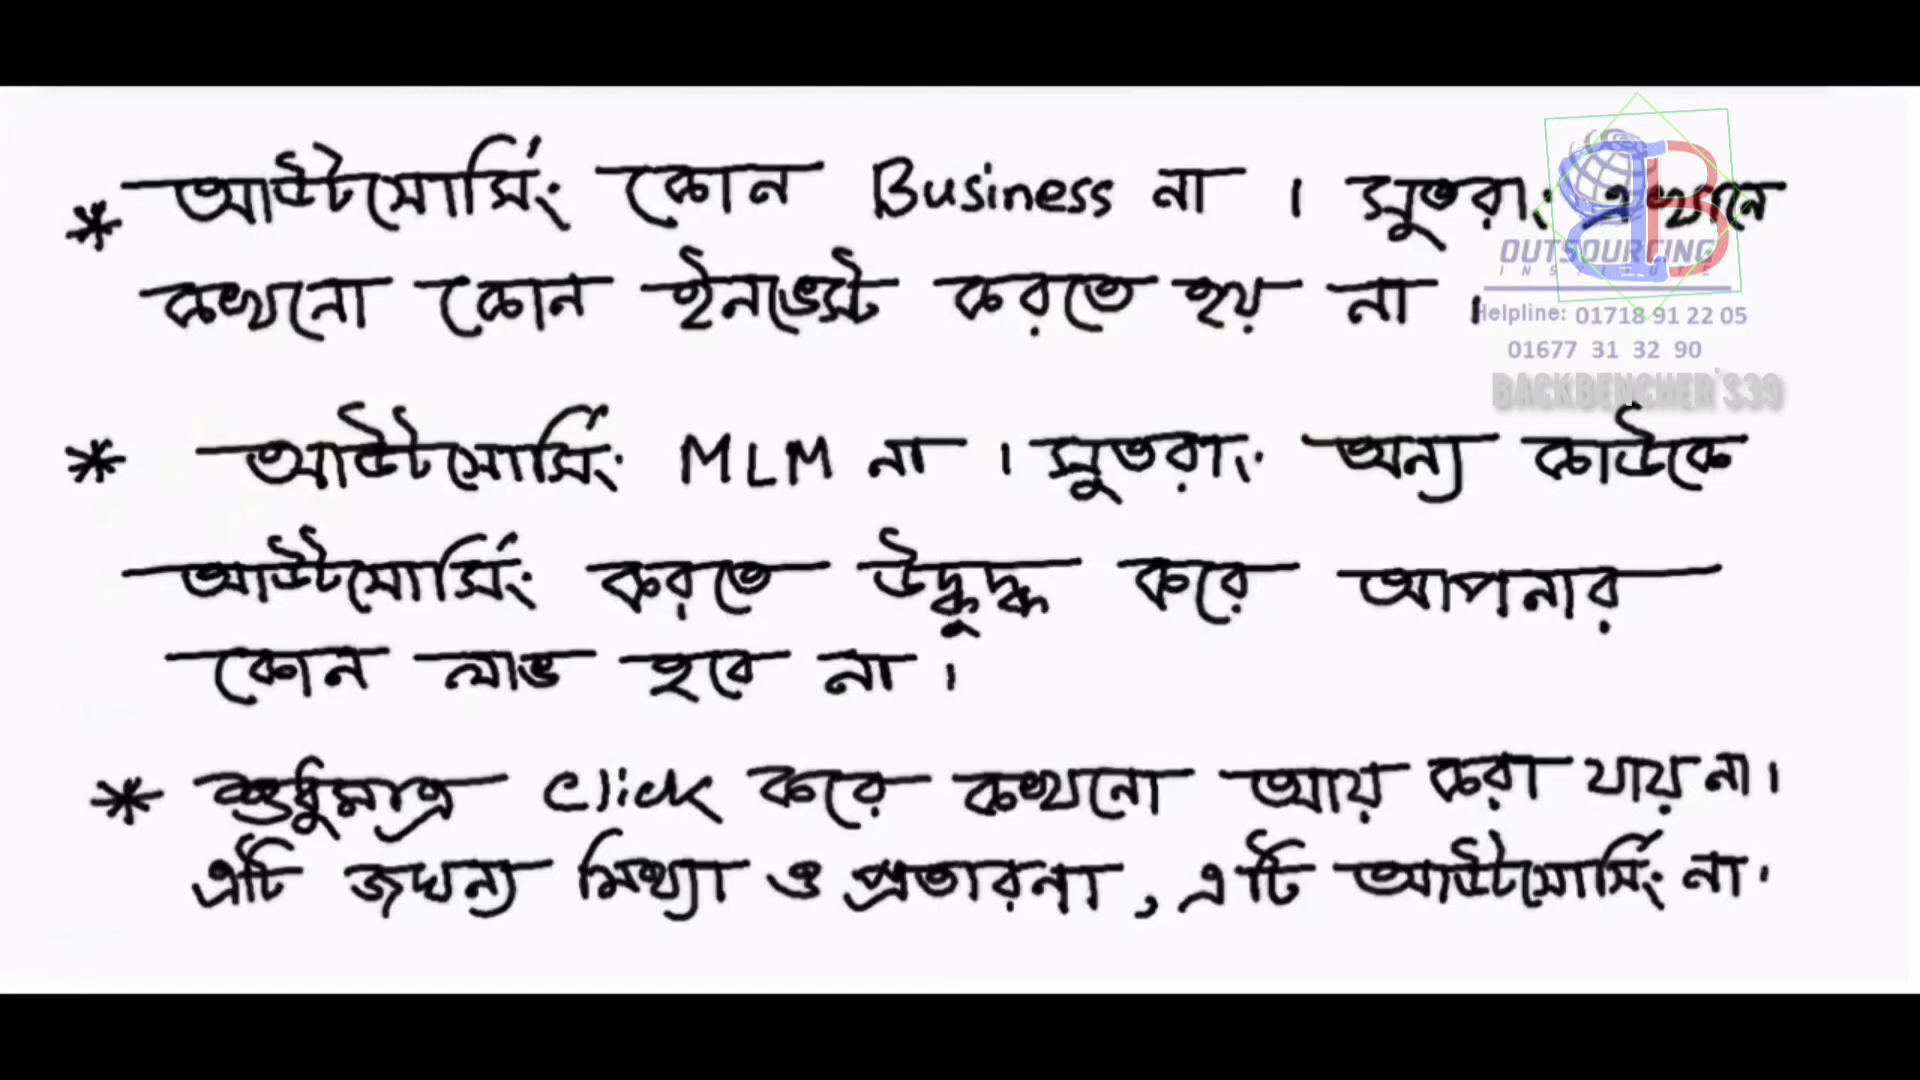 * আউটসোর্সিং কোন Business না । সুতরাং এখানে
কখনো কোন ইনভেস্ট করতে হয় না ।
OUTSOURCING
INSTITUTE
Helpline: 01718 91 22 05
01677 31 32 90
BACKBENCHER'S39
* আউটসোর্সিং MLM না । সুতরাং অন্য কাউকে
আউটসোর্সিং করতে উদ্বুদ্ধ করে আপনার
কোন লাভ হবে না ।
* শুধুমাত্র click করে কখনো আয় করা যায় না ।
এটি জঘন্য মিথ্যা ও প্রতারনা , এটি আউটসোর্সিং না ।